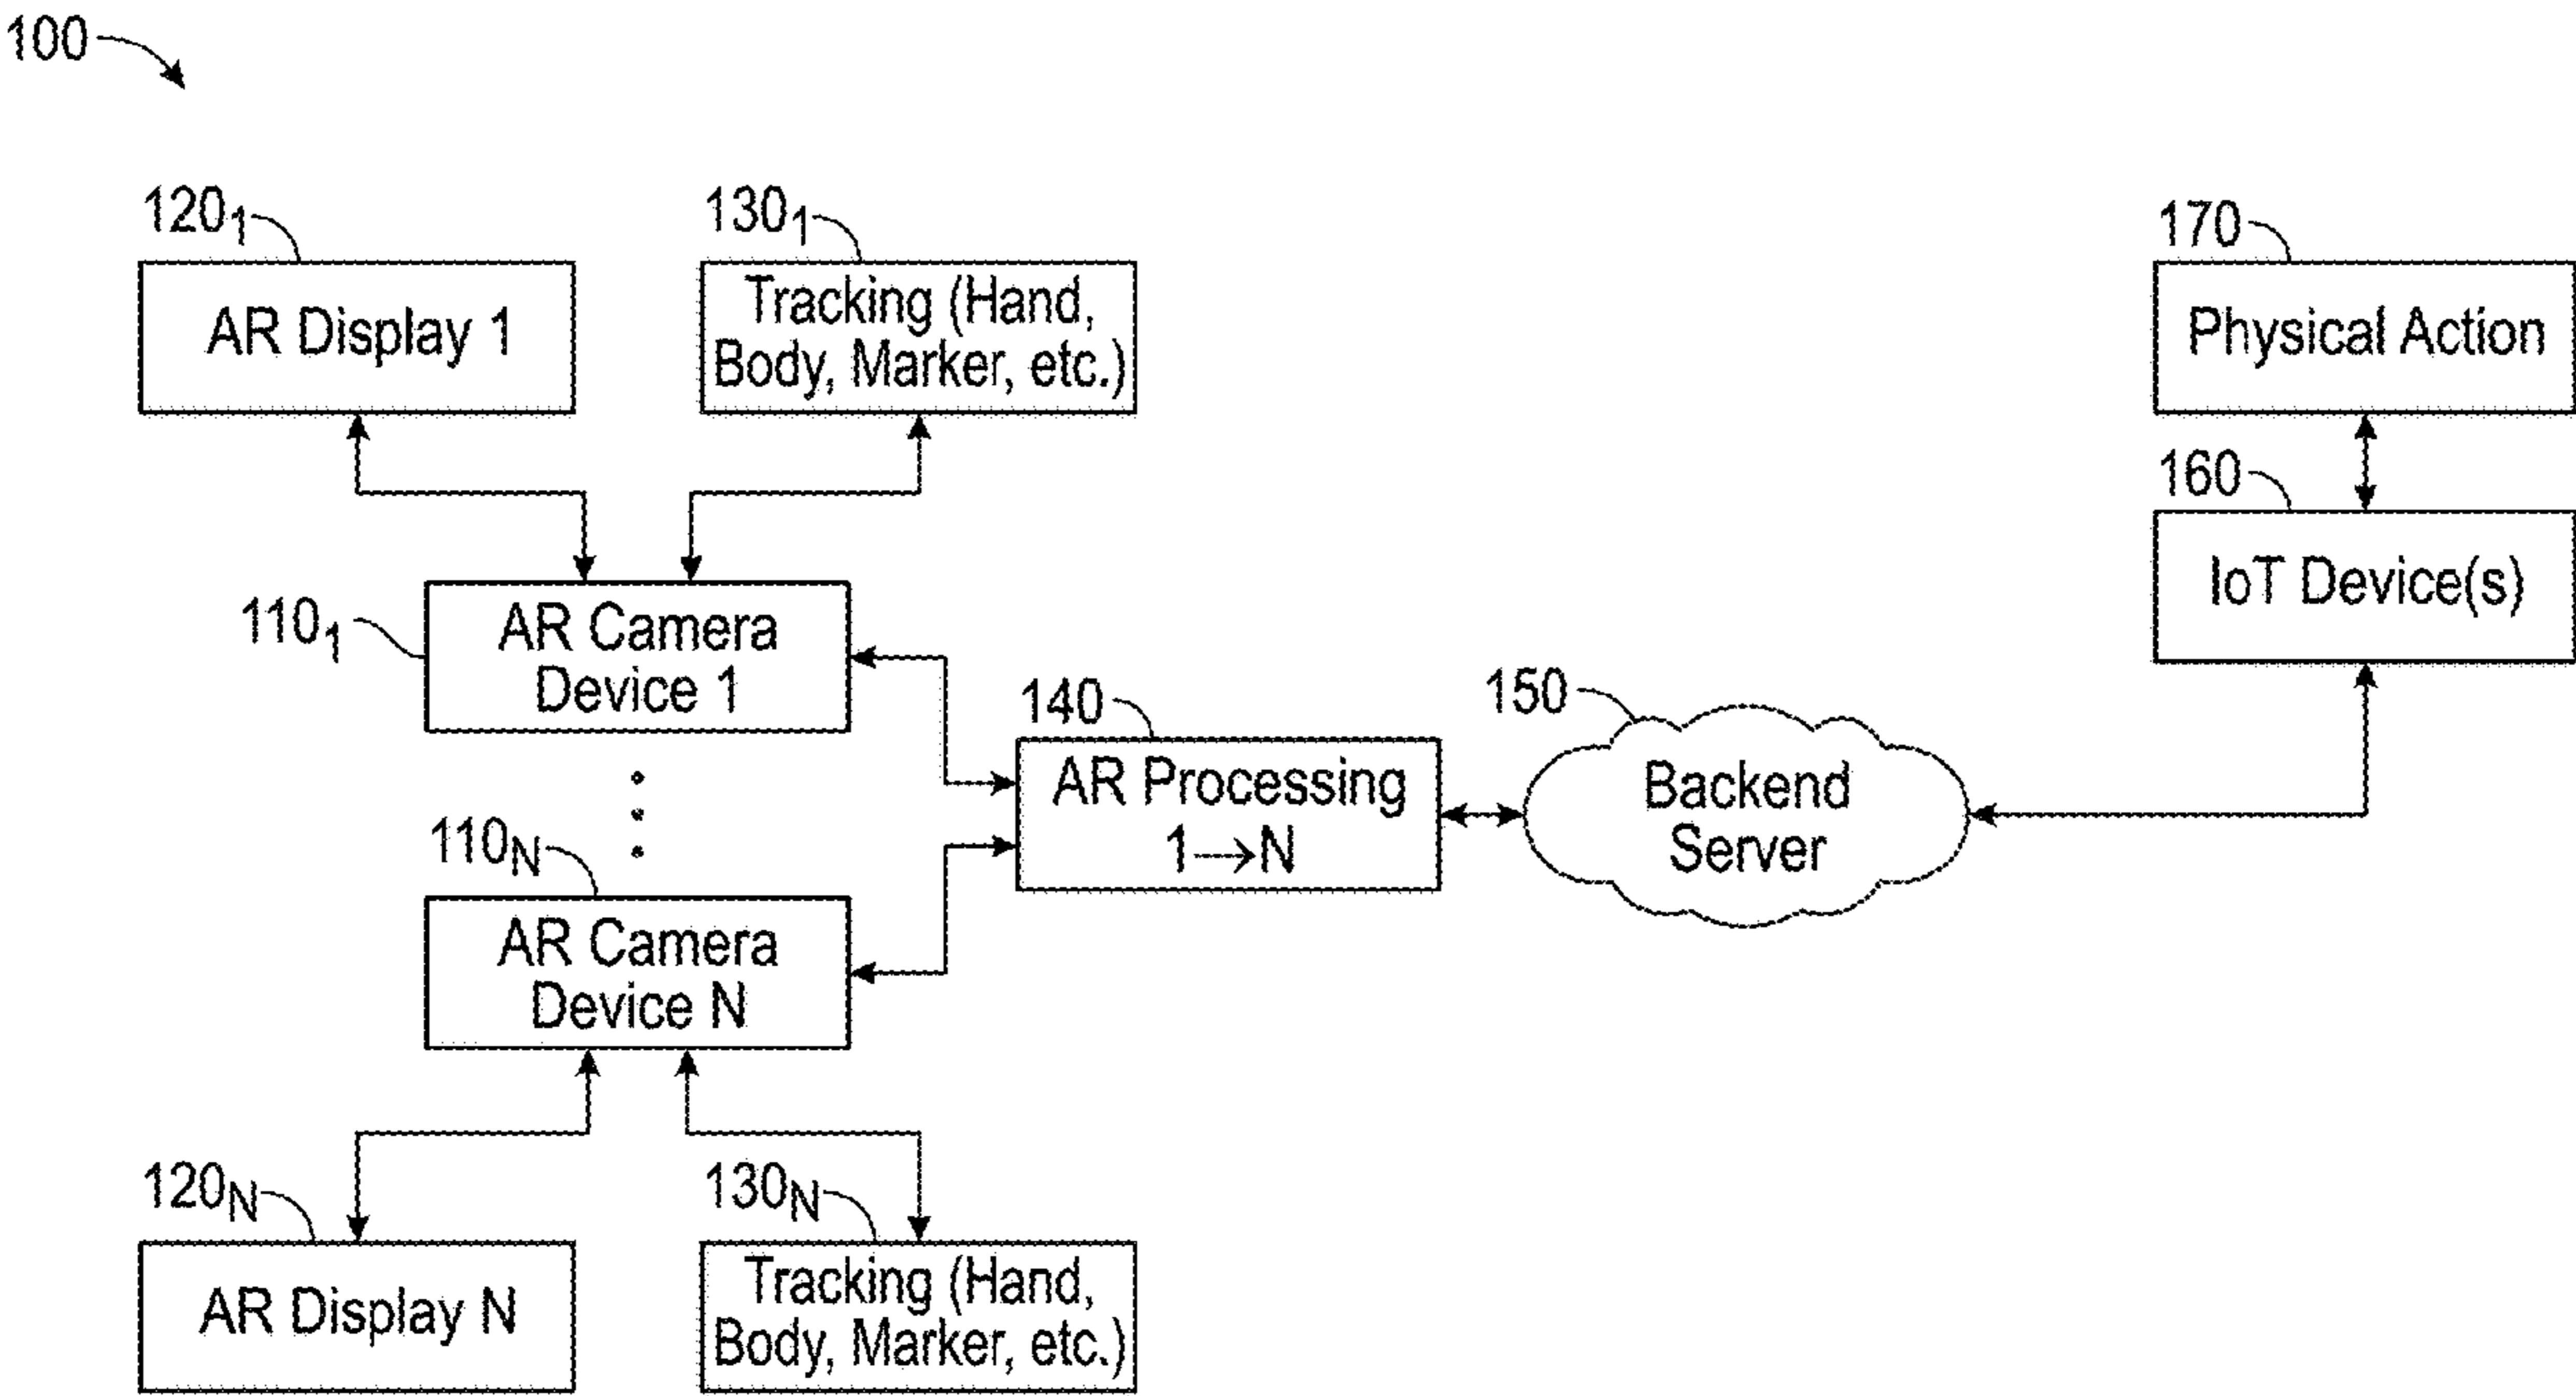 100
120₁
130₁
170
AR Display 1
Tracking (Hand,
Body, Marker, etc.)
Physical Action
160
IoT Device(s)
110₁
AR Camera
Device 1
140
150
AR Processing
1→N
Backend
Server
110N
AR Camera
Device N
120N
130N
AR Display N
Tracking (Hand,
Body, Marker, etc.)